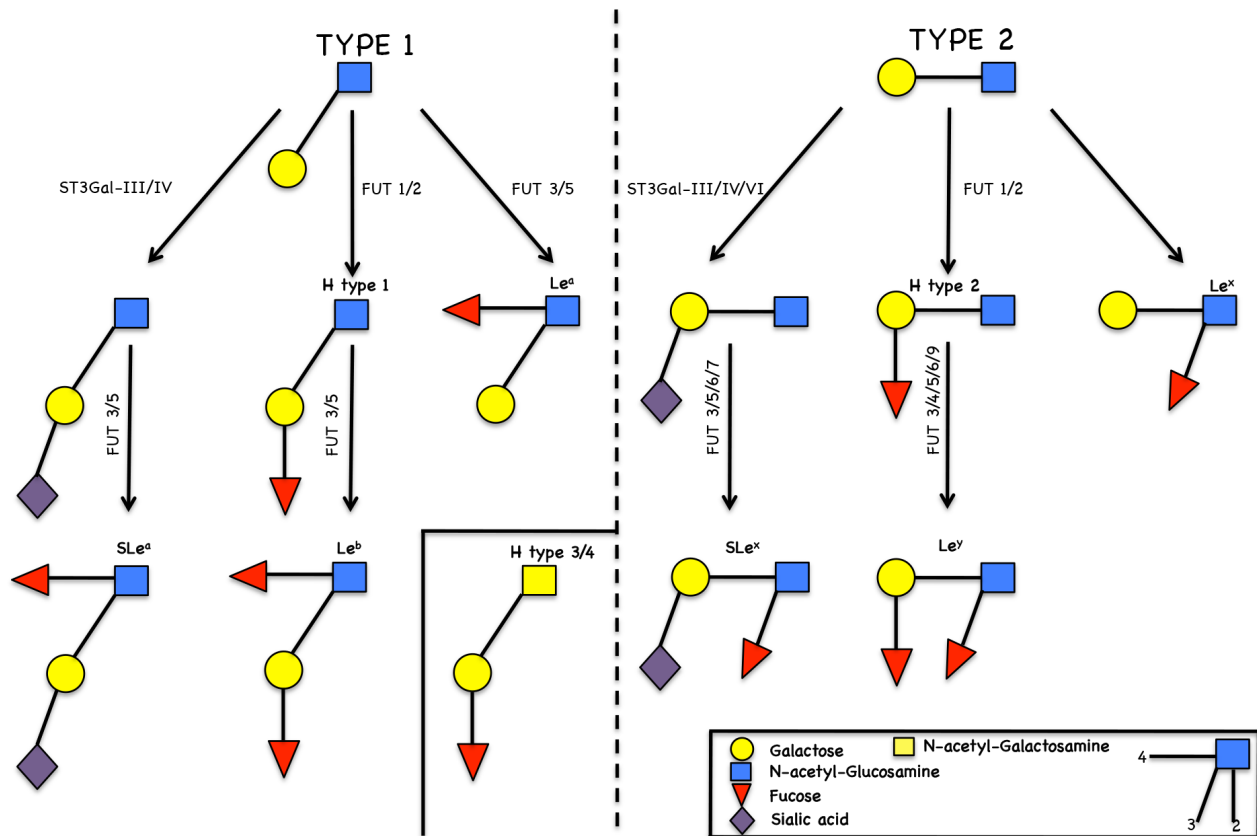 TYPE 1
TYPE 2
ST3Gal-III/IV
FUT 1/2
FUT 3/5
ST3Gal-III/IV/VI
FUT 1/2
H type 1
Leᵃ
H type 2
Leˣ
FUT 3/5
FUT 3/5
FUT 3/5/6/7
FUT 3/4/5/6/9
SLeᵃ
Leᵇ
H type 3/4
SLeˣ
Leʸ
Galactose
N-acetyl-Galactosamine
N-acetyl-Glucosamine
Fucose
Sialic acid
4
3
2